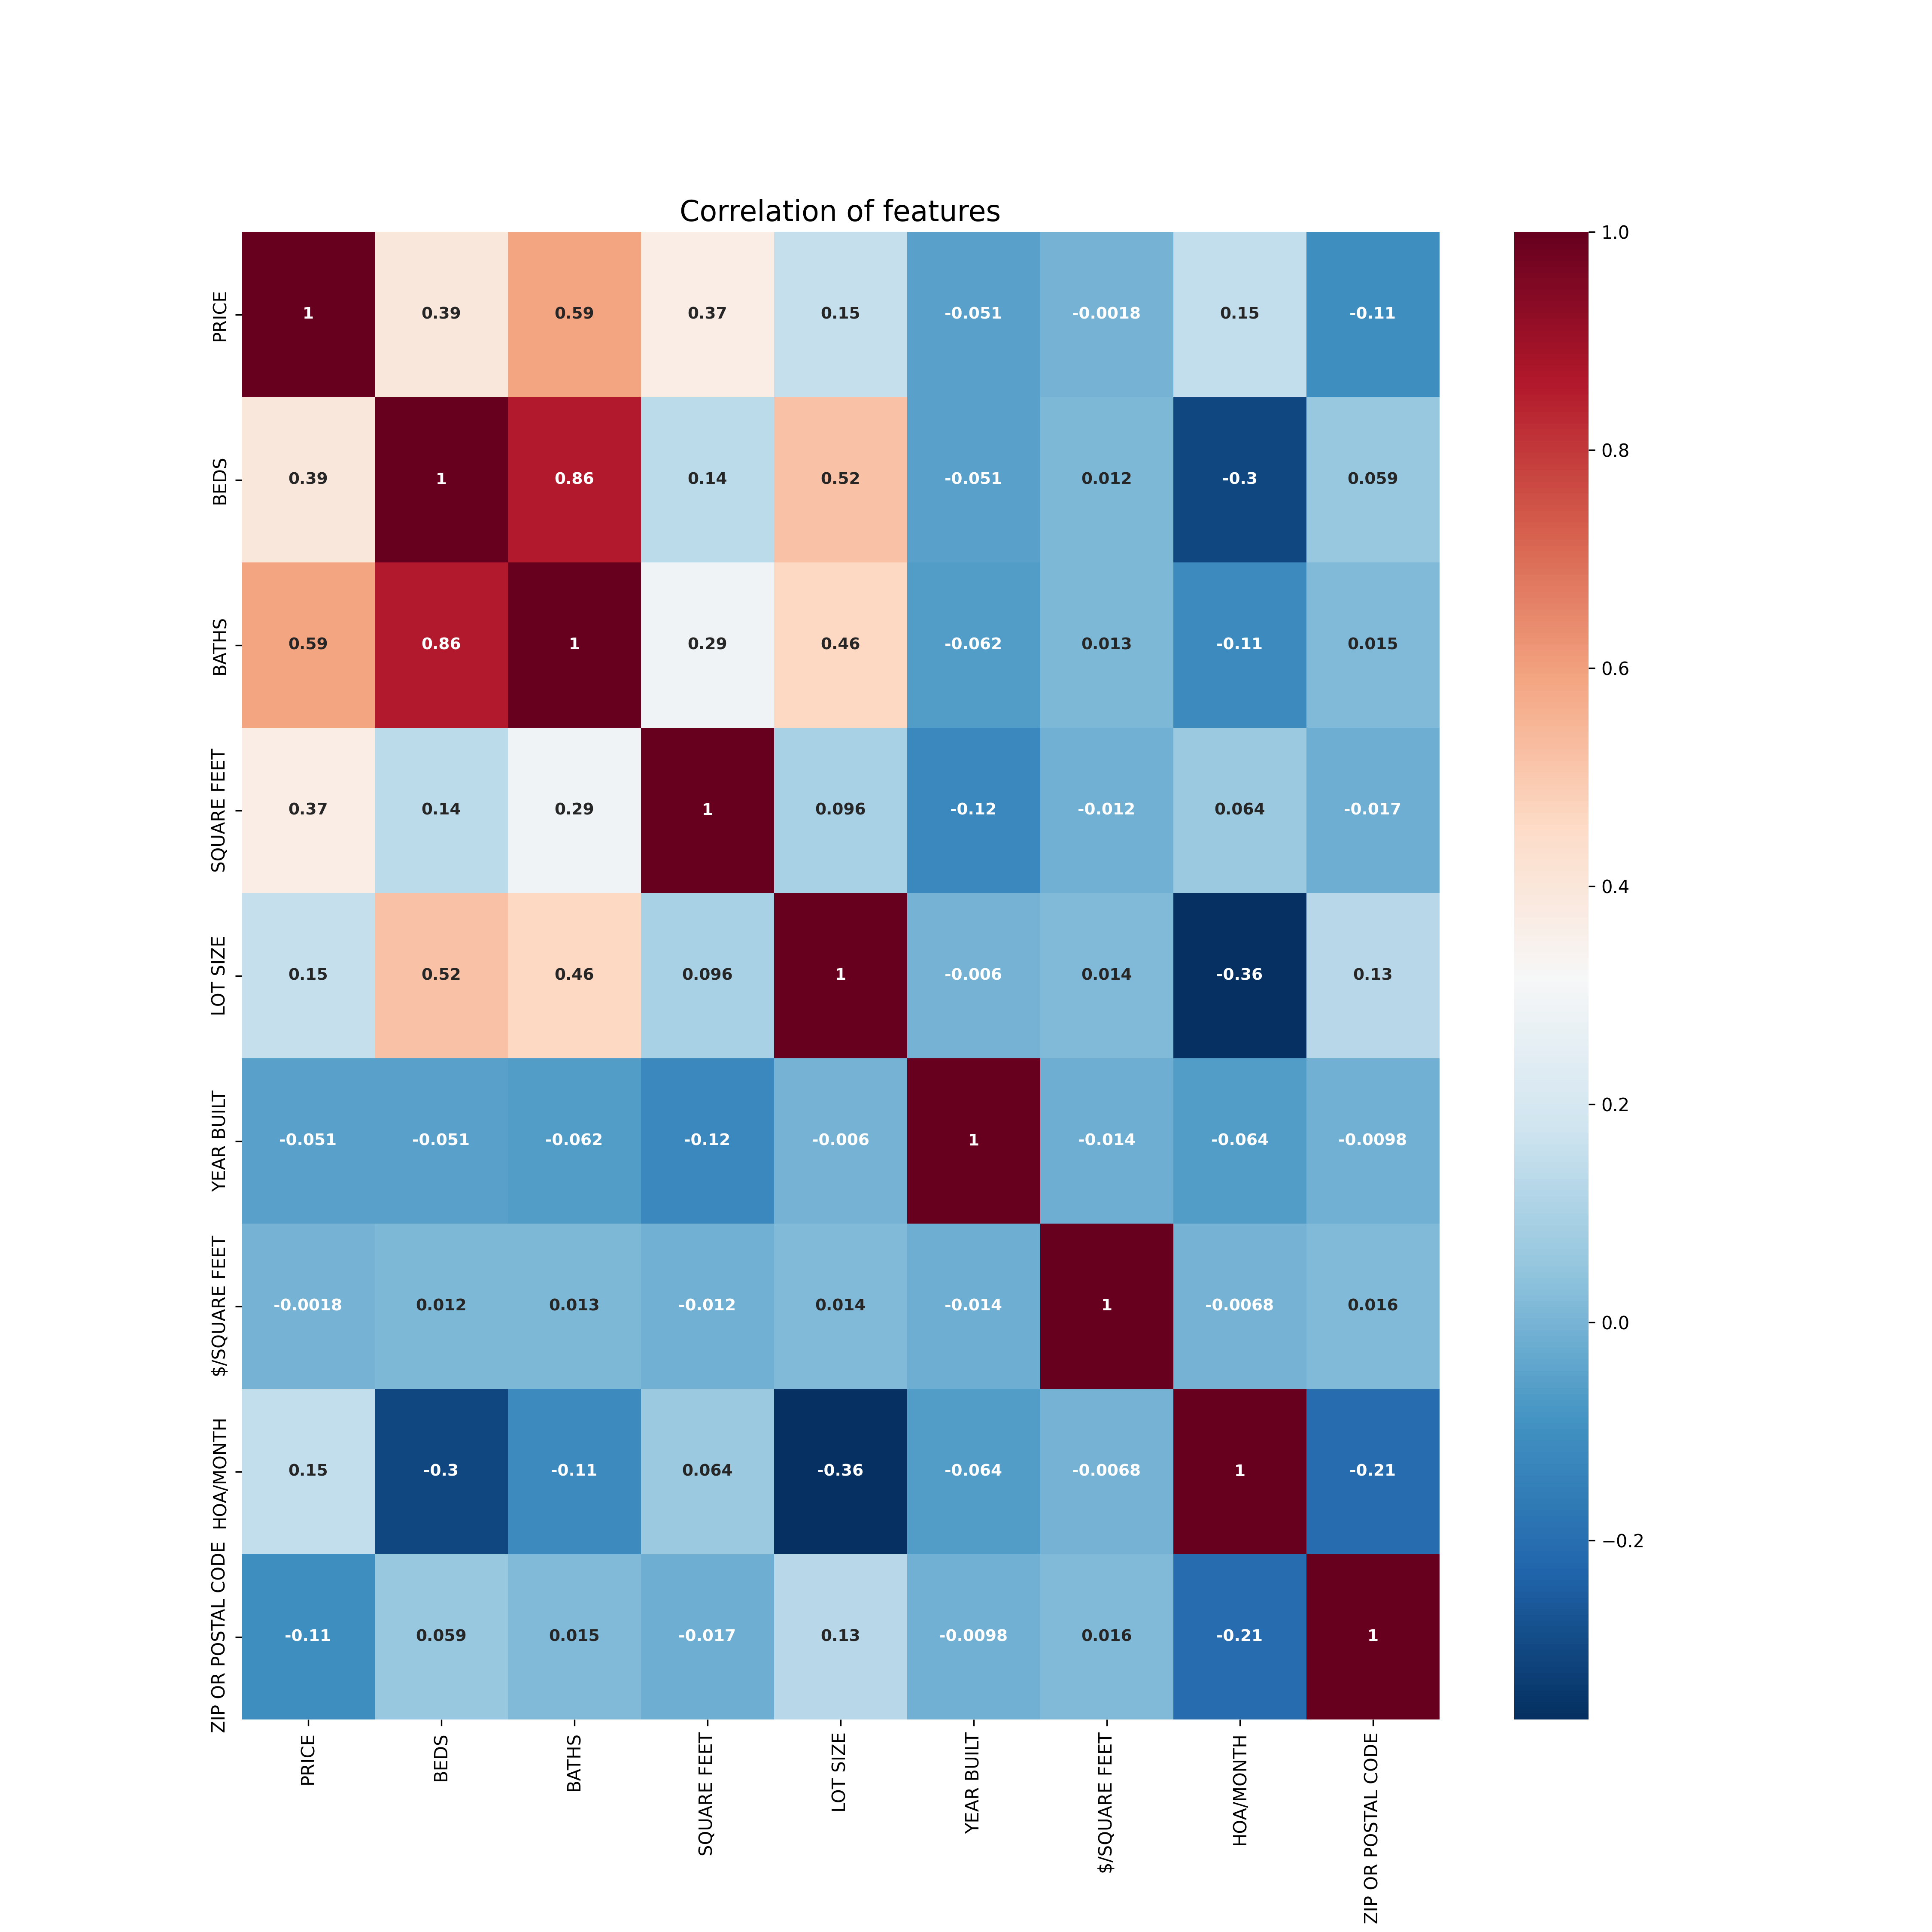 Correlation of features
PRICE 1 0.39 0.59 0.37 0.15 -0.051 -0.0018 0.15 -0.11
BEDS 0.39 1 0.86 0.14 0.52 -0.051 0.012 -0.3 0.059
BATHS 0.59 0.86 1 0.29 0.46 -0.062 0.013 -0.11 0.015
SQUARE FEET 0.37 0.14 0.29 1 0.096 -0.12 -0.012 0.064 -0.017
LOT SIZE 0.15 0.52 0.46 0.096 1 -0.006 0.014 -0.36 0.13
YEAR BUILT -0.051 -0.051 -0.062 -0.12 -0.006 1 -0.014 -0.064 -0.0098
$/SQUARE FEET -0.0018 0.012 0.013 -0.012 0.014 -0.014 1 -0.0068 0.016
HOA/MONTH 0.15 -0.3 -0.11 0.064 -0.36 -0.064 -0.0068 1 -0.21
ZIP OR POSTAL CODE -0.11 0.059 0.015 -0.017 0.13 -0.0098 0.016 -0.21 1
PRICE
BEDS
BATHS
SQUARE FEET
LOT SIZE
YEAR BUILT
$/SQUARE FEET
HOA/MONTH
ZIP OR POSTAL CODE
1.0
0.8
0.6
0.4
0.2
0.0
−0.2